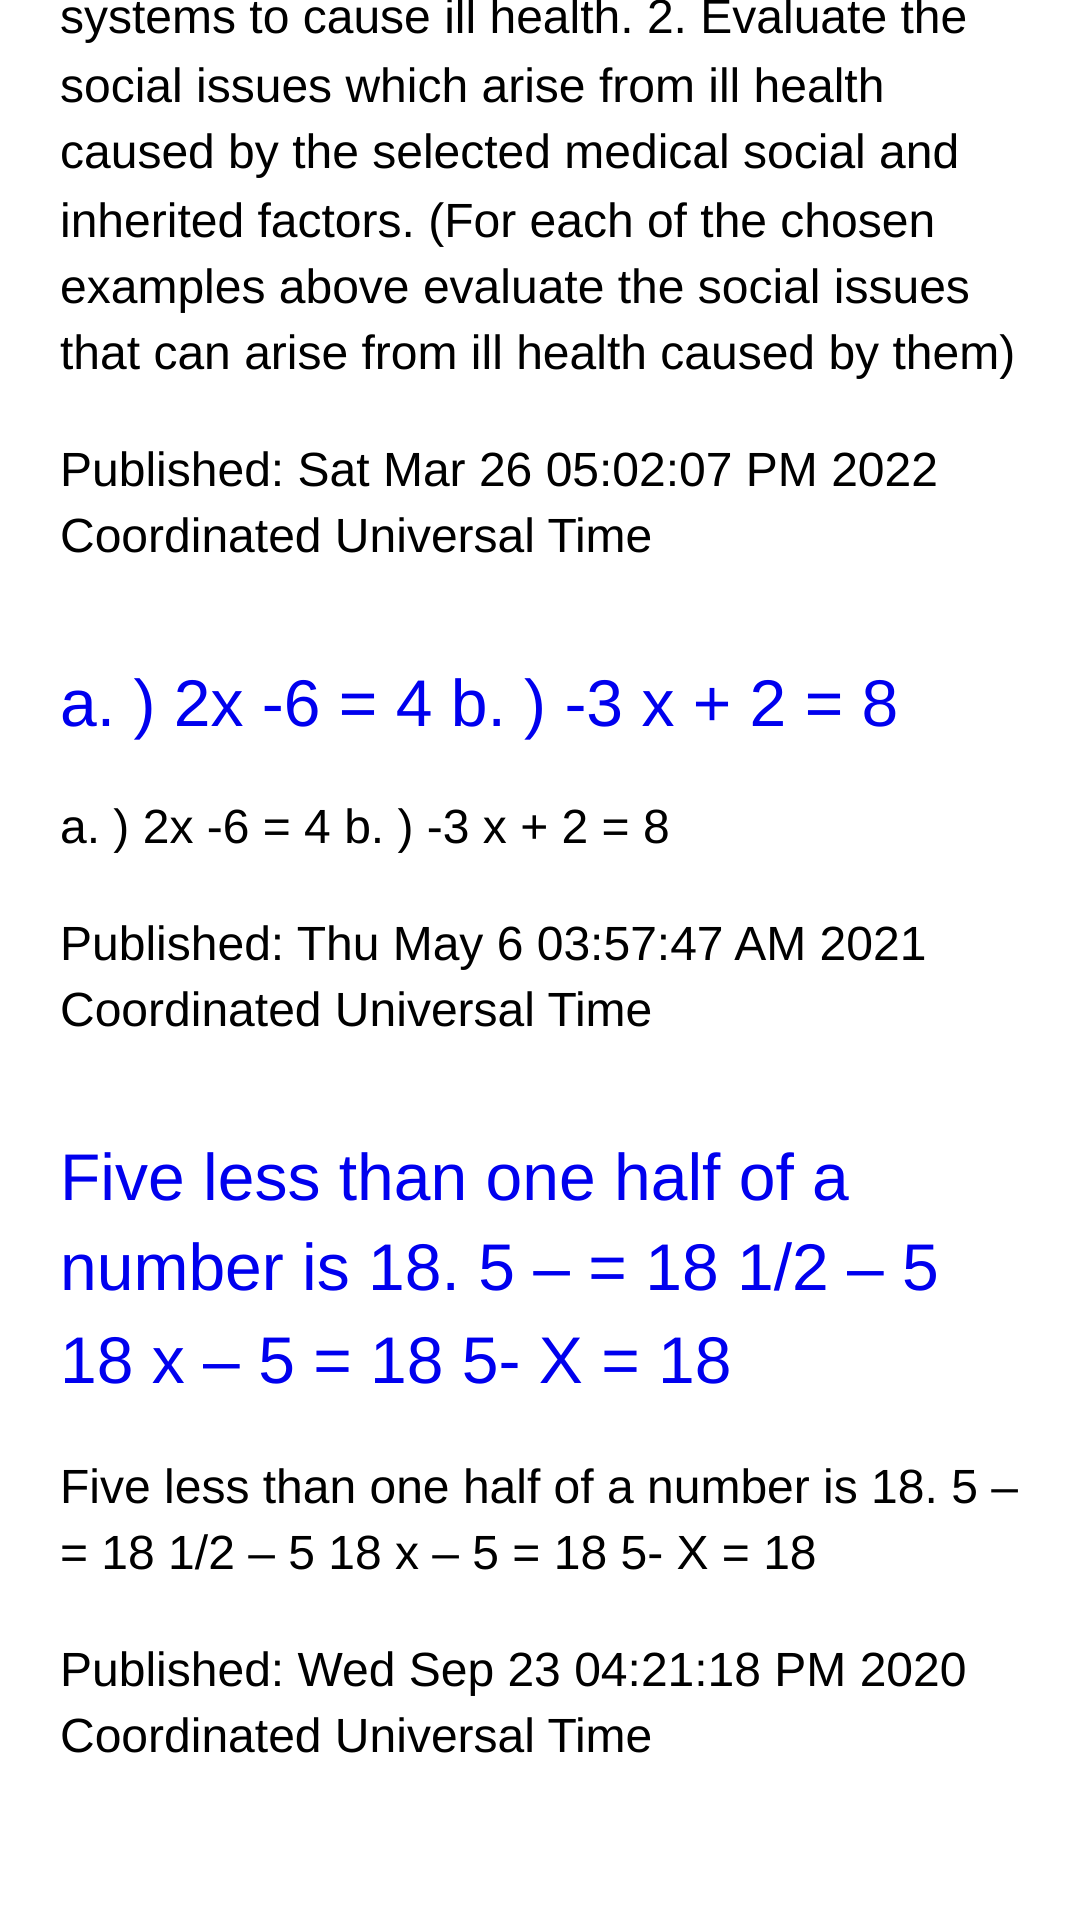 systems to cause ill health. 2. Evaluate the
social issues which arise from ill health
caused by the selected medical social and
inherited factors. (For each of the chosen
examples above evaluate the social issues
that can arise from ill health caused by them)
Published: Sat Mar 26 05:02:07 PM 2022
Coordinated Universal Time
a. ) 2x -6 = 4 b. ) -3 x + 2 = 8
a. ) 2x -6 = 4 b. ) -3 x + 2 = 8
Published: Thu May 6 03:57:47 AM 2021
Coordinated Universal Time
Five less than one half of a
number is 18. 5 – = 18 1/2 – 5
18 x – 5 = 18 5- X = 18
Five less than one half of a number is 18. 5 –
= 18 1/2 – 5 18 x – 5 = 18 5- X = 18
Published: Wed Sep 23 04:21:18 PM 2020
Coordinated Universal Time